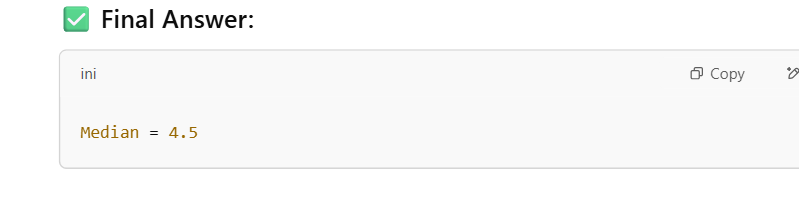 ✅ Final Answer:
ini
Copy
Median = 4.5